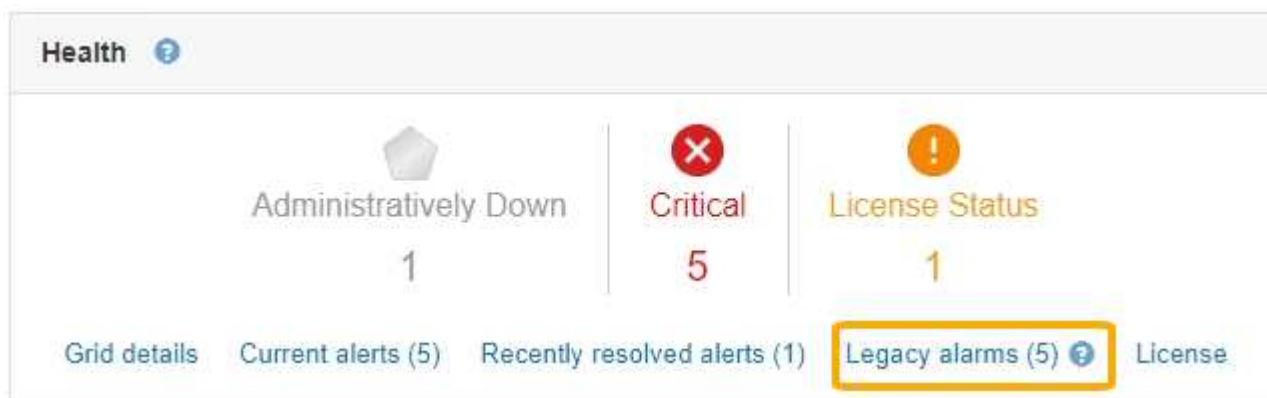 Health
Administratively Down Critical License Status
1 5 1
Grid details Current alerts (5) Recently resolved alerts (1) Legacy alarms (5) License